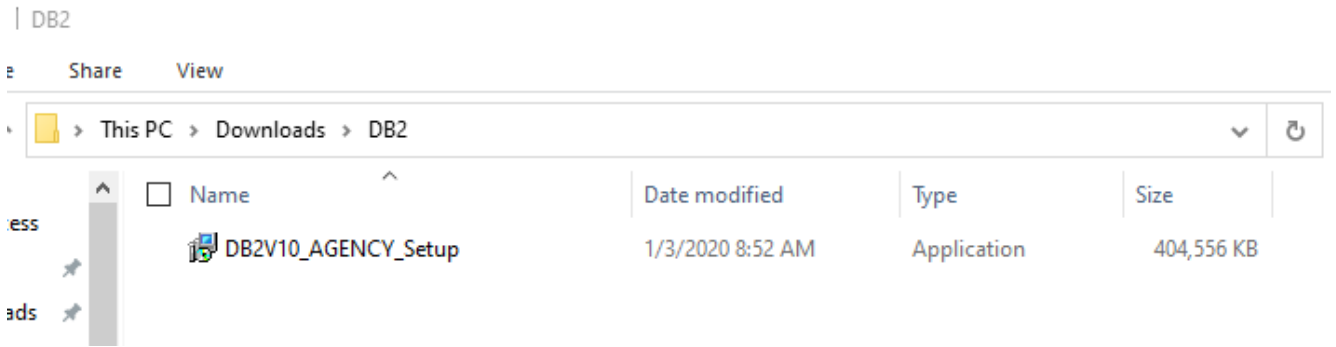 DB2
e Share View
This PC Downloads DB2
Name Date modified Type Size
ess
DB2V10_AGENCY_Setup 1/3/2020 8:52 AM Application 404,556 KB
ads